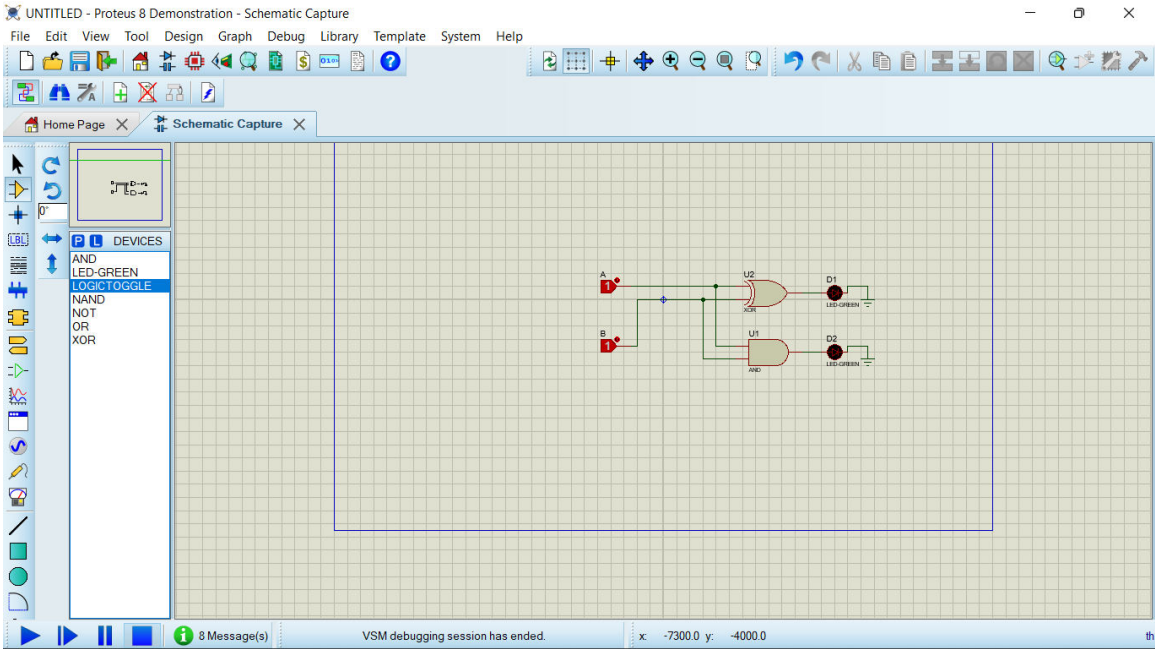 UNTITLED - Proteus 8 Demonstration - Schematic Capture
File Edit View Tool Design Graph Debug Library Template System Help
Home Page
Schematic Capture
0°
LBL
P L DEVICES
AND
LED-GREEN
LOGICTOGGLE
NAND
NOT
OR
XOR
A
1
B
1
U2
XOR
D1
LED-GREEN
U1
AND
D2
LED-GREEN
8 Message(s)
VSM debugging session has ended.
x: -7300.0 y: -4000.0
th